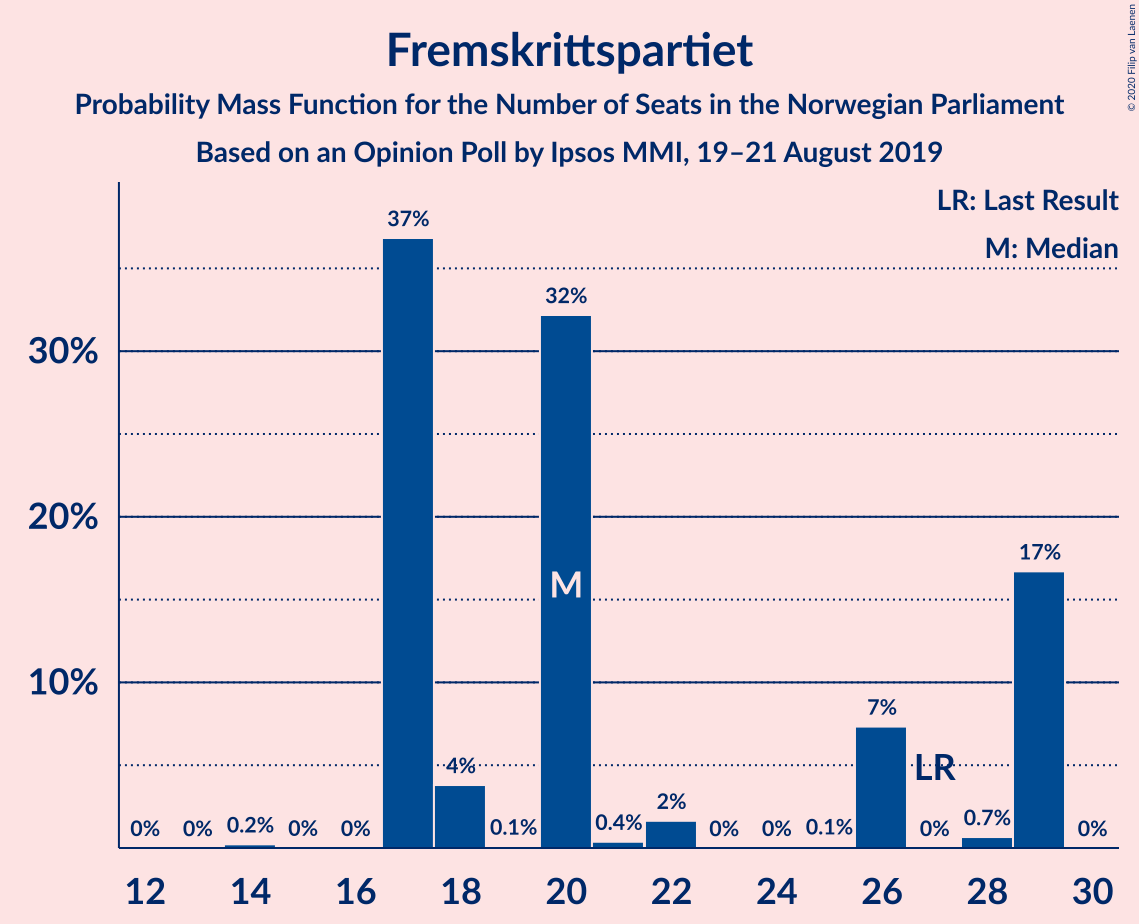 Fremskrittspartiet
Probability Mass Function for the Number of Seats in the Norwegian Parliament
Based on an Opinion Poll by Ipsos MMI, 19–21 August 2019
© 2020 Filip van Laenen
LR: Last Result
M: Median
37%
32%
30%
20%
17%
M
10%
7%
LR
4%
2%
0% 0% 0.2% 0% 0% 0.1% 0.4% 0% 0% 0.1% 0% 0.7% 0%
12 14 16 18 20 22 24 26 28 30